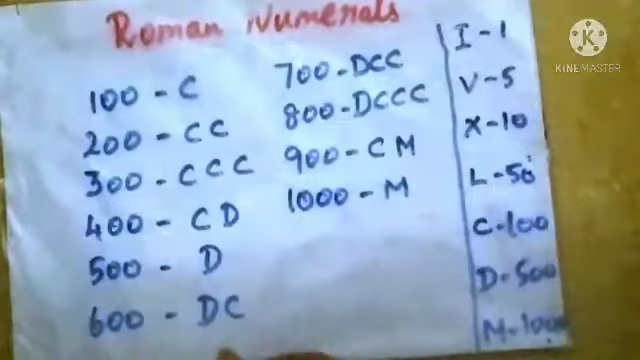 Roman Numerals
100 - C
200 - CC
300 - CCC
400 - CD
500 - D
600 - DC
700 - DCC
800 - DCCC
900 - CM
1000 - M
I - 1
V - 5
X - 10
L - 50
C - 100
D - 500
M - 1000
KINEMASTER